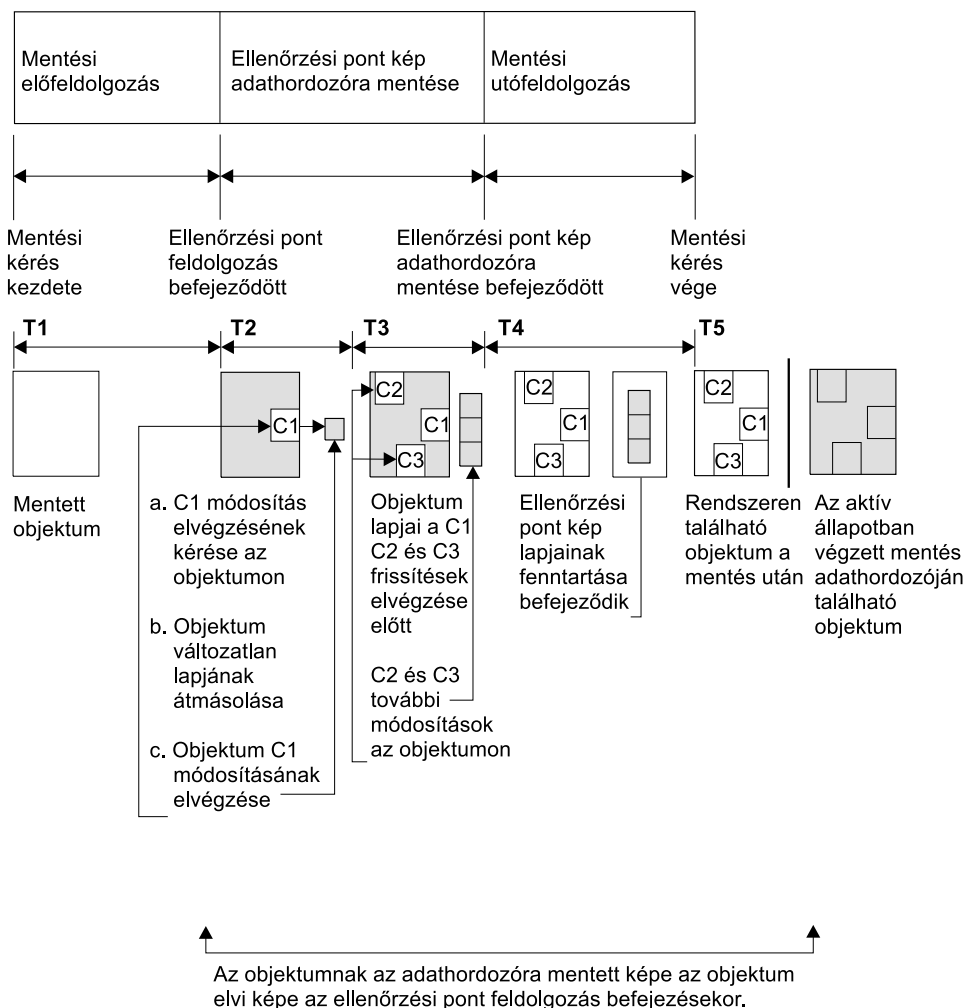 Mentési
előfeldolgozás
Ellenőrzési pont kép
adathordozóra mentése
Mentési
utófeldolgozás
Mentési
kérés
kezdete
Ellenőrzési pont
feldolgozás
befejeződött
Ellenőrzési pont kép
adathordozóra
mentése befejeződött
Mentési
kérés
vége
T1
T2
T3
T4
T5
C1
C2
C1
C3
C2
C1
C3
C2
C1
C3
Mentett
objektum
a. C1 módosítás
elvégzésének
kérése az
objektumon
b. Objektum
változatlan
lapjának
átmásolása
c. Objektum C1
módosításának
elvégzése
Objektum
lapjai a C1
C2 és C3
frissítések
elvégzése
előtt
C2 és C3
további
módosítások
az objektumon
Ellenőrzési
pont kép
lapjainak
fenntartása
befejeződik
Rendszeren
található
objektum a
mentés után
Az aktív
állapotban
végzett mentés
adathordozóján
található
objektum
Az objektumnak az adathordozóra mentett képe az objektum
elvi képe az ellenőrzési pont feldolgozás befejezésekor.